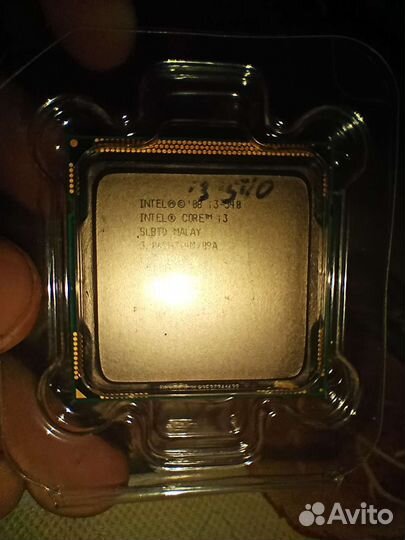 i3 540
INTEL® © '08 i3-540
INTEL® CORE™ i3
SLBTD MALAY
Avito